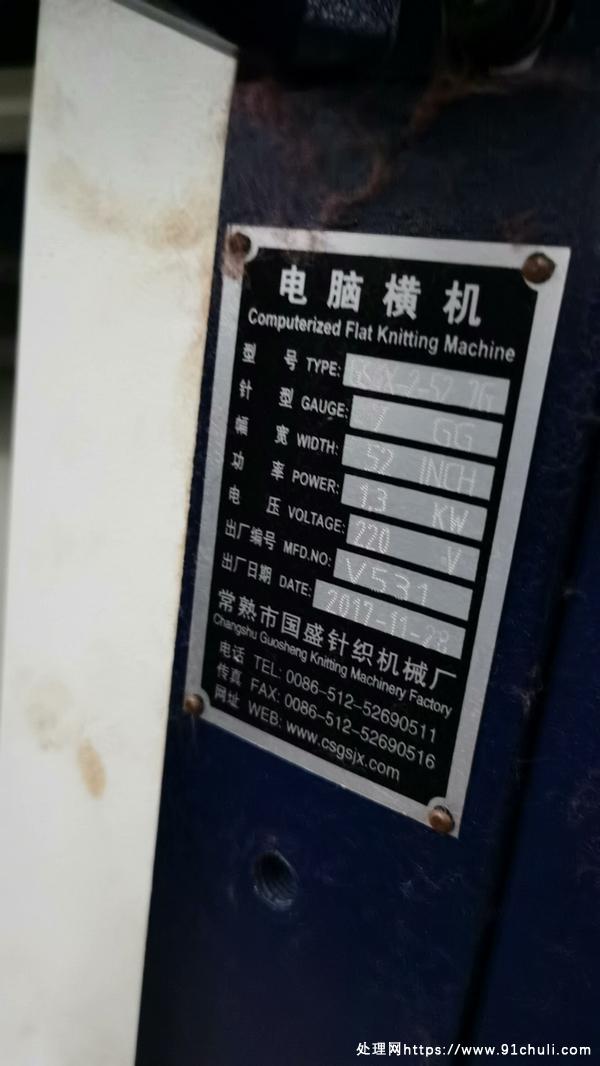 电脑横机
Computerized Flat Knitting Machine
型 号 TYPE:
针 型 GAUGE: 7 GG
幅 宽 WIDTH: 52 INCH
功 率 POWER: 1.3 KW
电 压 VOLTAGE: 220 V
出厂编号 MFD.NO: V531
出厂日期 DATE: 2017-11-28
常熟市国盛针织机械厂
Changshu Guosheng Knitting Machinery Factory
电话 TEL: 0086-512-52690511
传真 FAX: 0086-512-52690516
网址 WEB: www.csgsjx.com
处理网https://www.91chuli.com